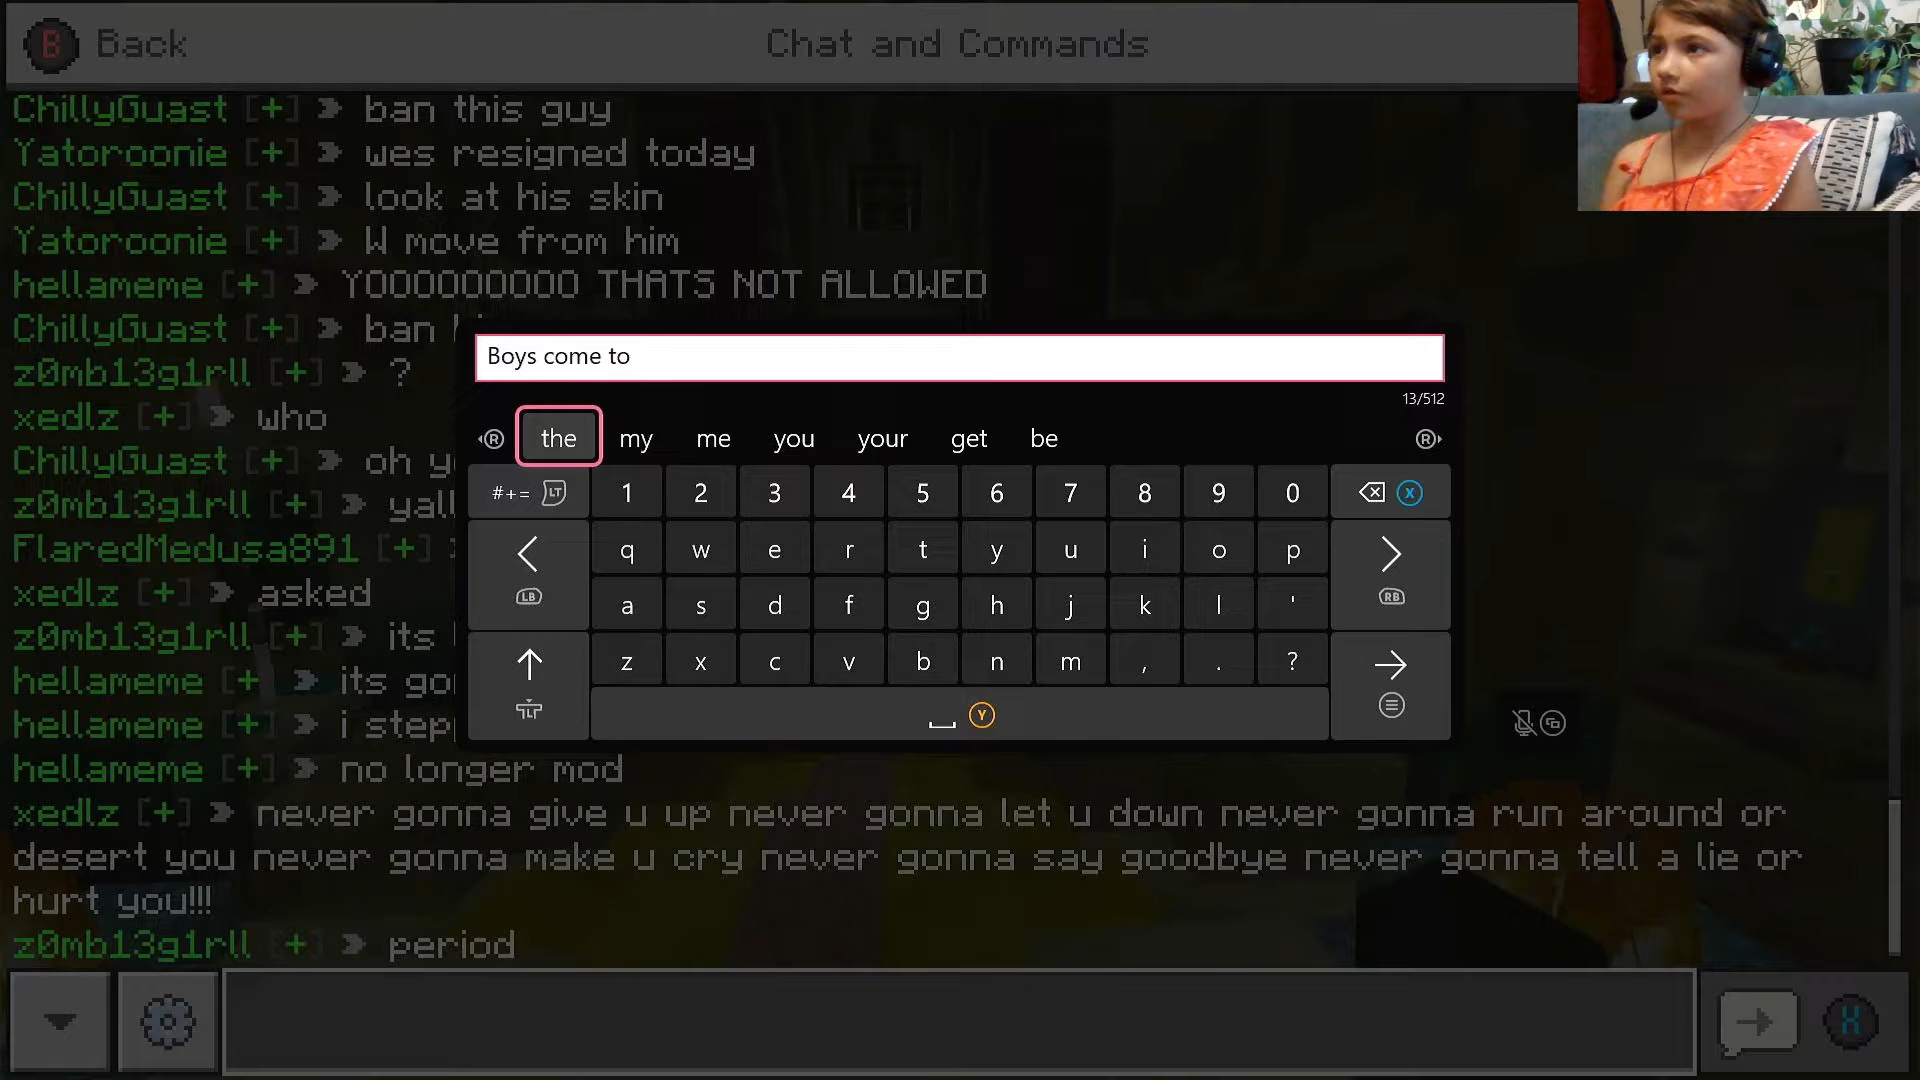 B Back
Chat and Commands
ChillyGuast [+] > ban this guy
Yatoroonie [+] > wes resigned today
ChillyGuast [+] > look at his skin
Yatoroonie [+] > W move from him
hellameme [+] > YOOOOOOOOO THATS NOT ALLOWED
ChillyGuast [+] > ban
z0mb13g1rll [+] > ?
xedlz [+] > who
ChillyGuast [+] > oh
z0mb13g1rll [+] > yall
FlaredMedusa891 [+]
xedlz [+] > asked
z0mb13g1rll [+] > its
hellameme [+] > its
hellameme [+] > i
hellameme [+] > no longer mod
xedlz [+] > never gonna give u up never gonna let u down never gonna run around or
desert you never gonna make u cry never gonna say goodbye never gonna tell a lie or
hurt you!!!
z0mb13g1rll [+] > period
Boys come to
13/512
R the my me you your get be R
#+= LT 1 2 3 4 5 6 7 8 9 0 X
q w e r t y u i o p
LB a s d f g h j k l ' RB
z x c v b n m , . ?
Y
X